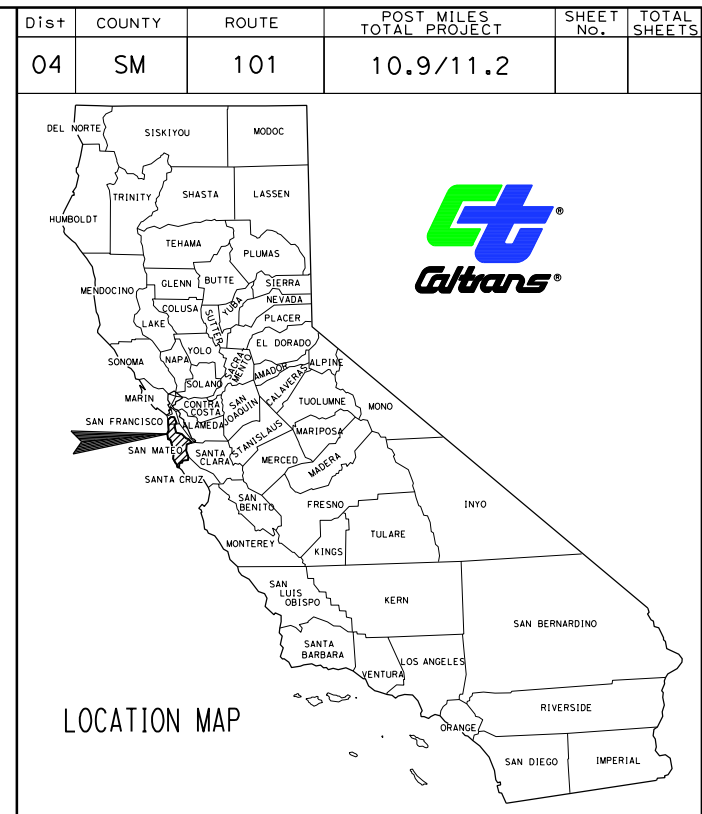 Dist COUNTY ROUTE POST MILES TOTAL PROJECT SHEET No. TOTAL SHEETS
04 SM 101 10.9/11.2
DEL NORTE
SISKIYOU
MODOC
TRINITY
SHASTA
LASSEN
HUMBOLDT
TEHAMA
PLUMAS
MENDOCINO
GLENN
BUTTE
SIERRA
NEVADA
YUBA
COLUSA
PLACER
SUTTER
LAKE
EL DORADO
YOLO
SONOMA
NAPA
SACRA
MENTO
AMADOR
ALPINE
SOLANO
CALAVERAS
MARIN
CONTRA
COSTA
SAN
JOAQUIN
TUOLUMNE
MONO
SAN FRANCISCO
ALAMEDA
STANISLAUS
MARIPOSA
SAN MATEO
SANTA
CLARA
MERCED
MADERA
SANTA CRUZ
SAN
BENITO
FRESNO
INYO
MONTEREY
KINGS
TULARE
SAN
LUIS
OBISPO
KERN
SAN BERNARDINO
SANTA
BARBARA
VENTURA
LOS ANGELES
RIVERSIDE
ORANGE
SAN DIEGO
IMPERIAL
ct ®
Caltrans ®
LOCATION MAP